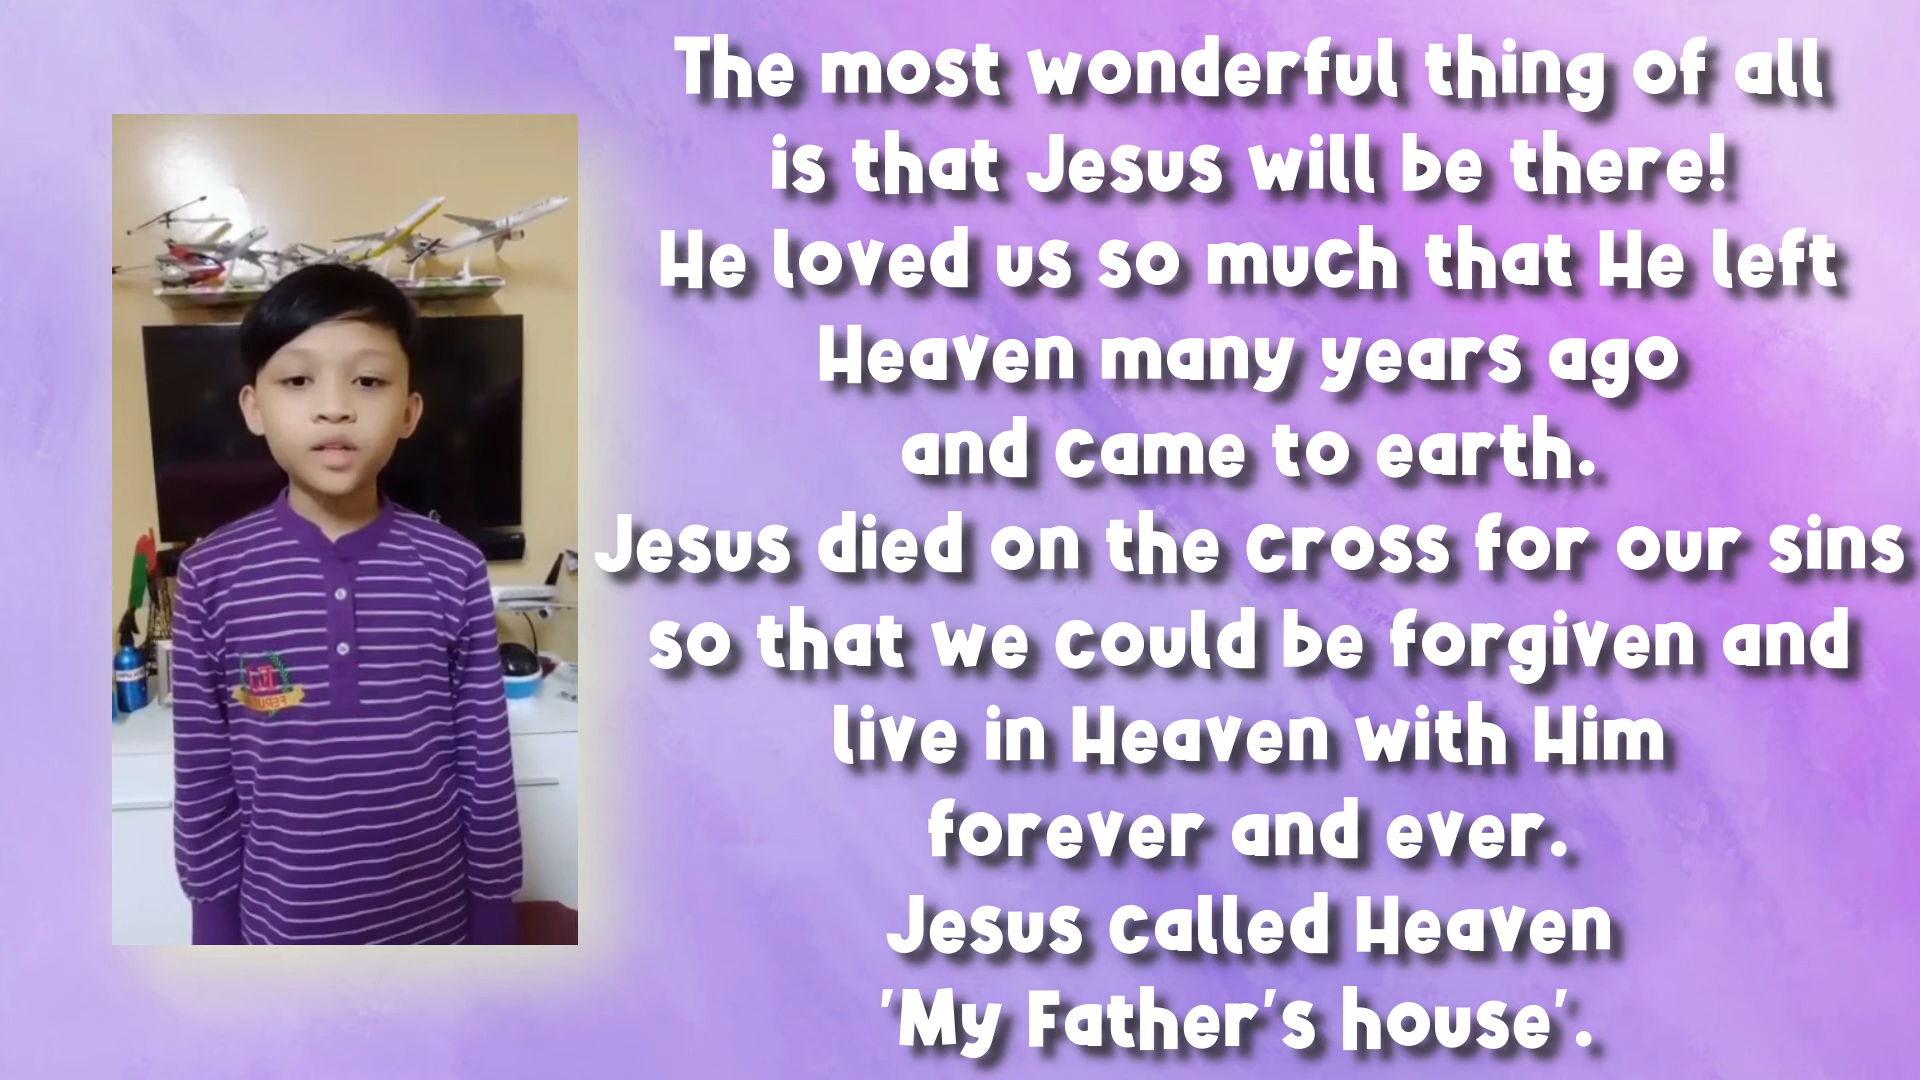 The most wonderful thing of all
is that Jesus will be there!
He loved us so much that He left
Heaven many years ago
and came to earth.
Jesus died on the cross for our sins
so that we could be forgiven and
live in Heaven with Him
forever and ever.
Jesus called Heaven
'My Father's house'.